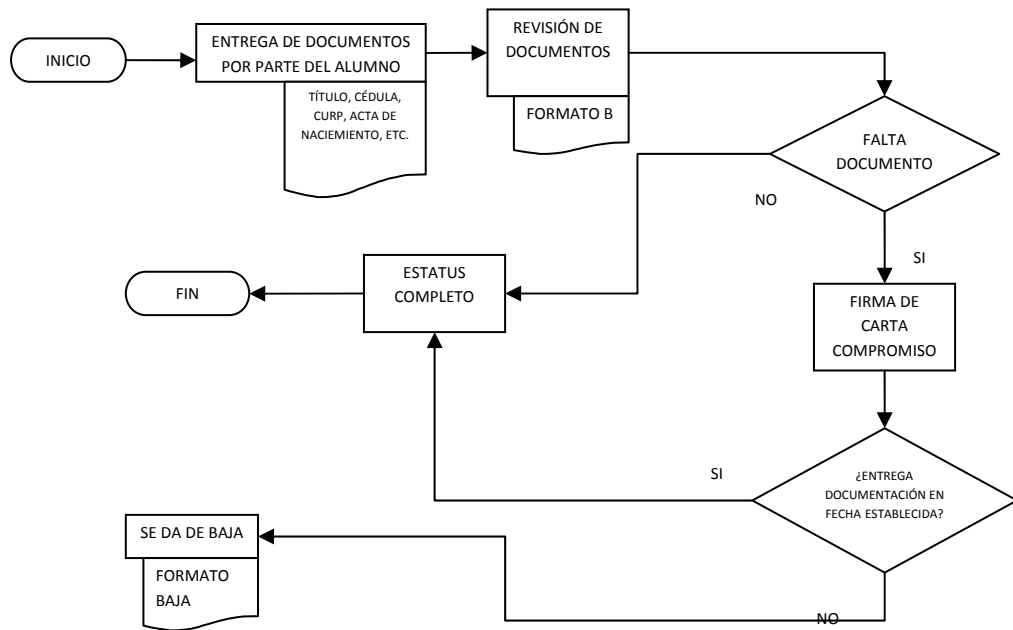 INICIO
ENTREGA DE DOCUMENTOS
POR PARTE DEL ALUMNO
TÍTULO, CÉDULA,
CURP, ACTA DE
NACIEMIENTO, ETC.
REVISIÓN DE
DOCUMENTOS
FORMATO B
FALTA
DOCUMENTO
NO
SI
ESTATUS
COMPLETO
FIN
FIRMA DE
CARTA
COMPROMISO
SI
¿ENTREGA
DOCUMENTACIÓN EN
FECHA ESTABLECIDA?
SE DA DE BAJA
FORMATO
BAJA
NO